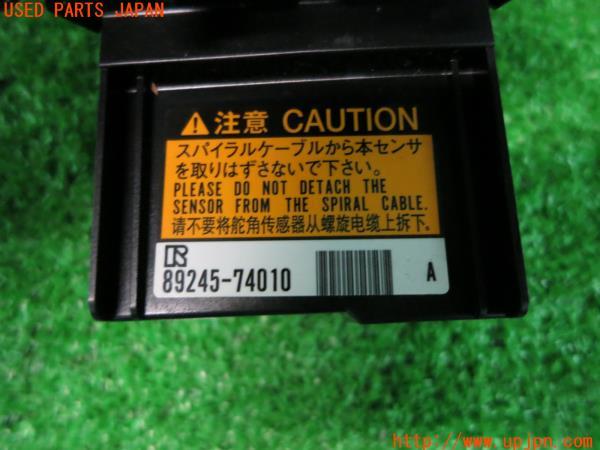 USED PARTS JAPAN
注意 CAUTION
スパイラルケーブルから本センサ
を取りはずさないで下さい。
PLEASE DO NOT DETACH THE
SENSOR FROM THE SPIRAL CABLE.
请不要将舵角传感器从螺旋电缆上拆下。
89245-74010 A
http://www.upjpn.com/